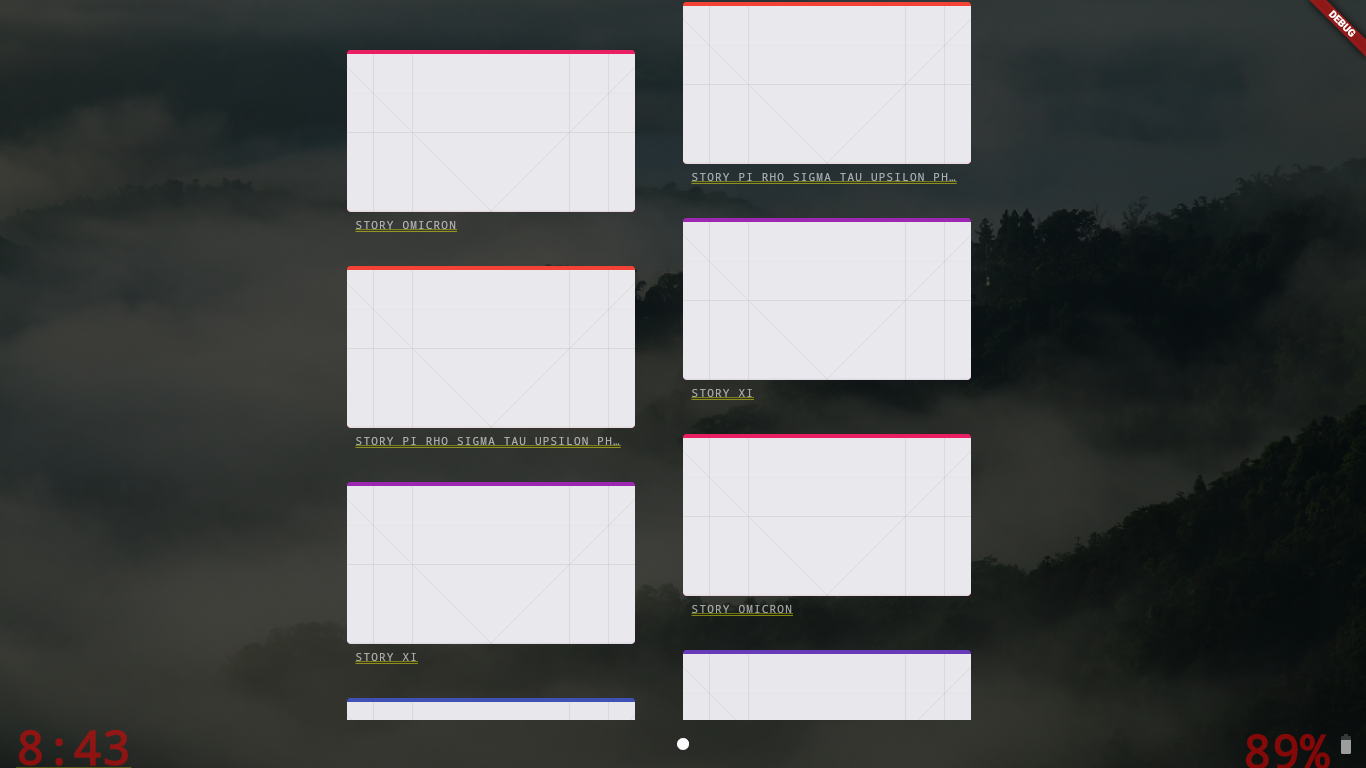 DEBUG
STORY PI RHO SIGMA TAU UPSILON PH…
STORY OMICRON
STORY XI
STORY PI RHO SIGMA TAU UPSILON PH…
STORY OMICRON
STORY XI
8:43
89%